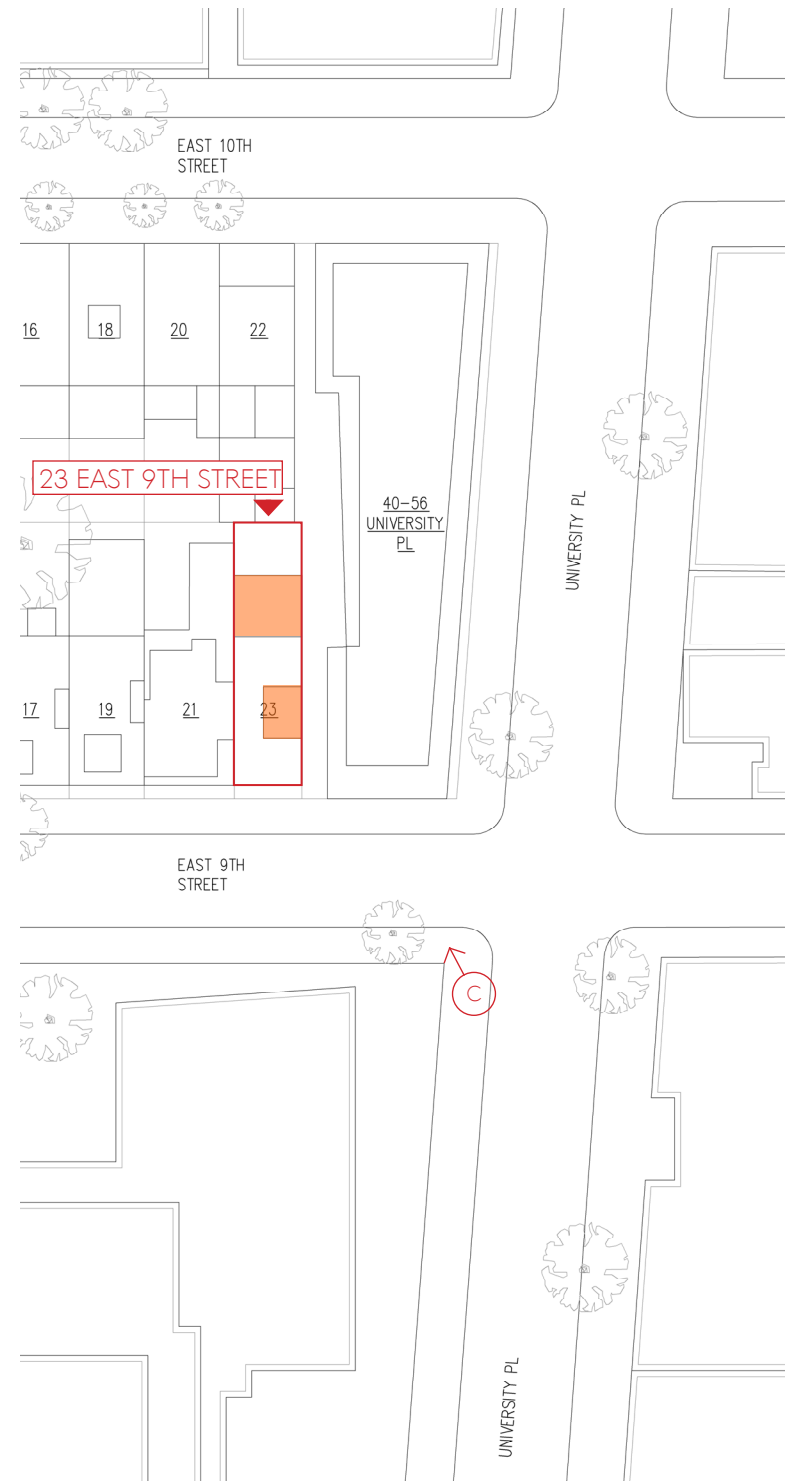 EAST 10TH
STREET
16
18
20
22
23 EAST 9TH STREET
40-56
UNIVERSITY
PL
UNIVERSITY PL
17
19
21
23
EAST 9TH
STREET
C
UNIVERSITY PL